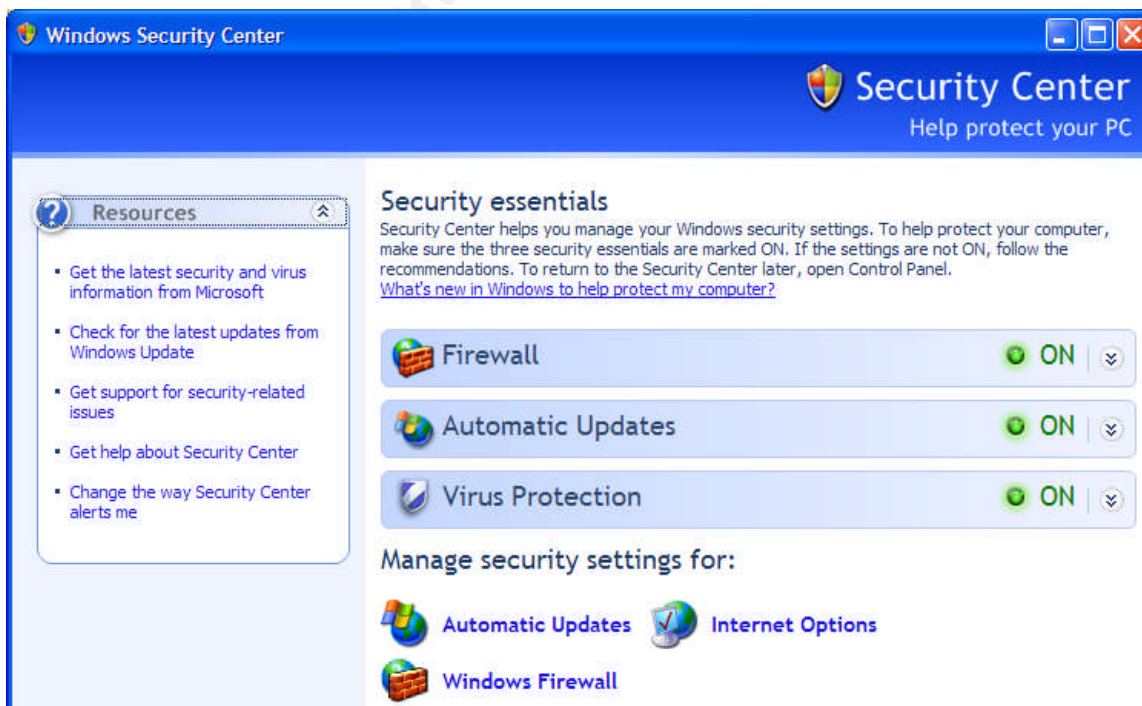 Windows Security Center
Security Center
Help protect your PC
Resources
Get the latest security and virus
information from Microsoft
Check for the latest updates from
Windows Update
Get support for security-related
issues
Get help about Security Center
Change the way Security Center
alerts me
Security essentials
Security Center helps you manage your Windows security settings. To help protect your computer,
make sure the three security essentials are marked ON. If the settings are not ON, follow the
recommendations. To return to the Security Center later, open Control Panel.
What's new in Windows to help protect my computer?
Firewall ON
Automatic Updates ON
Virus Protection ON
Manage security settings for:
Automatic Updates Internet Options
Windows Firewall